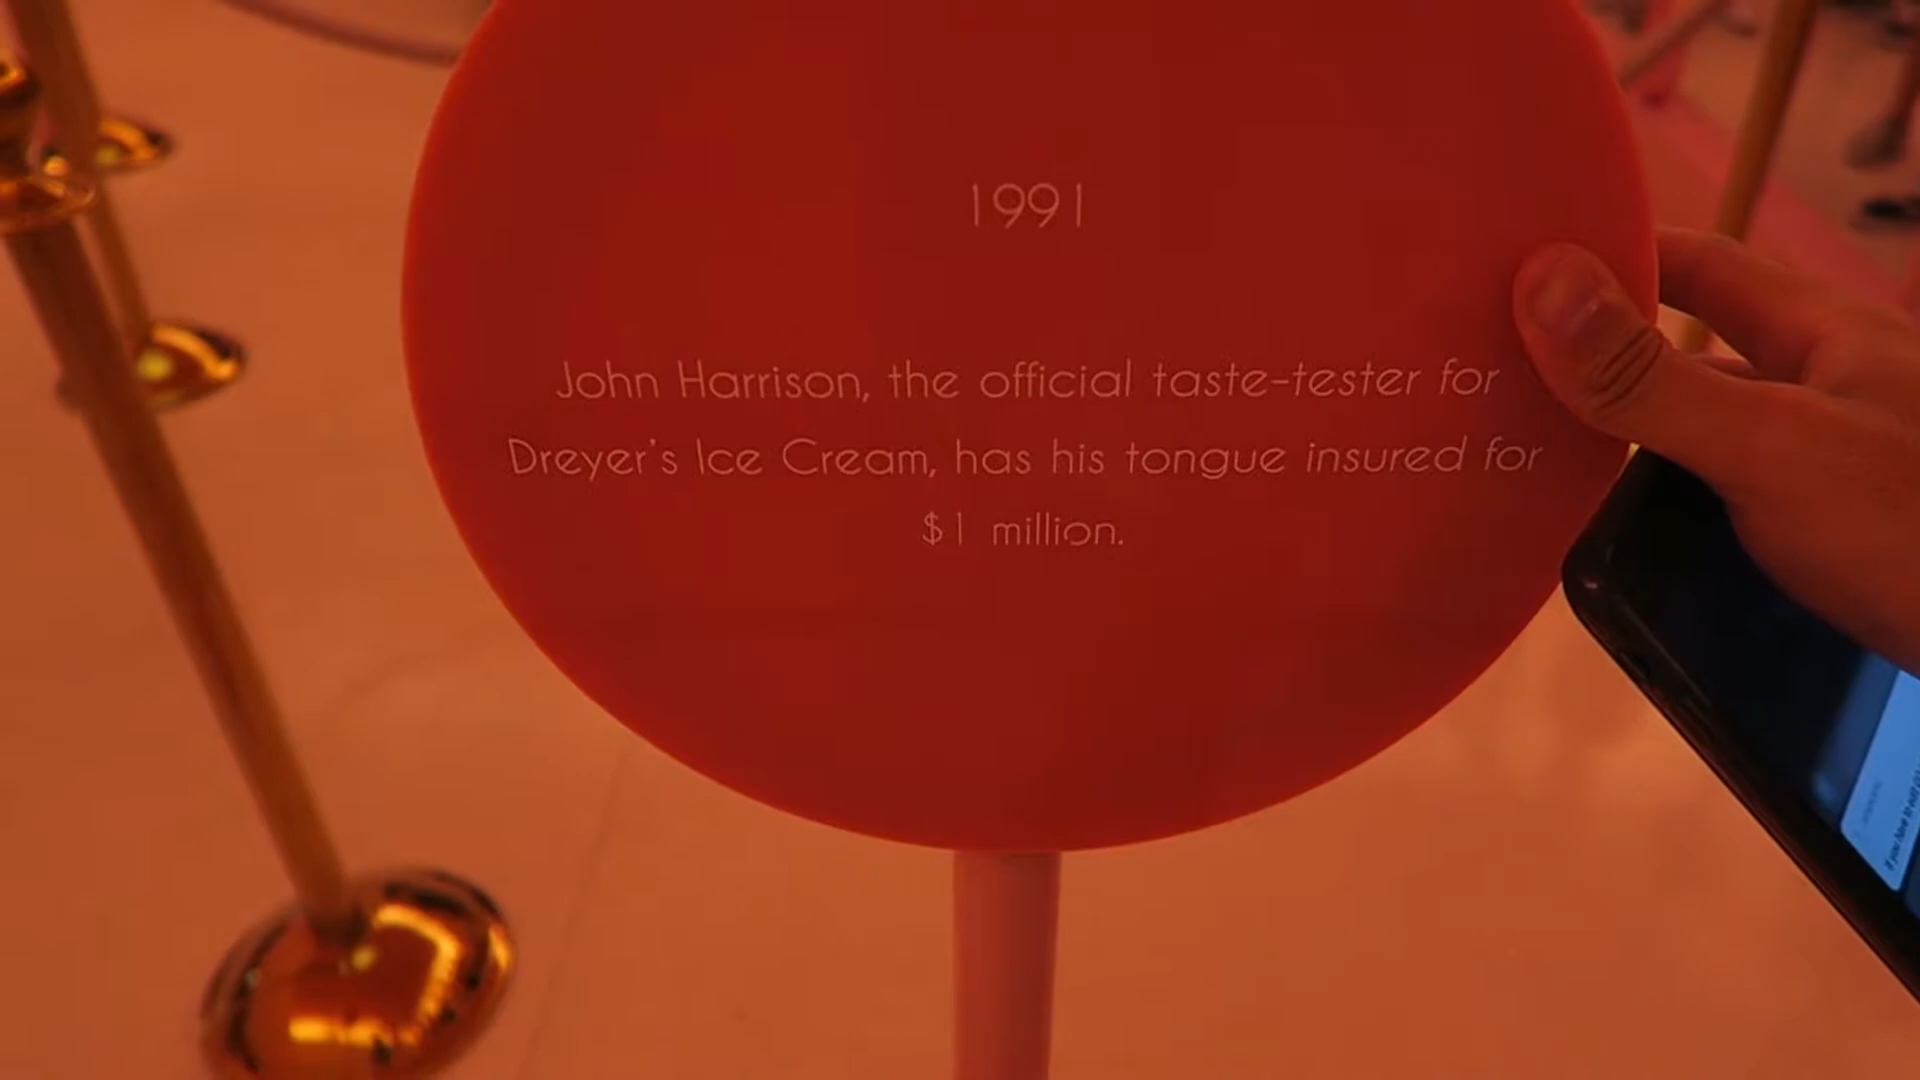 1991
John Harrison, the official taste-tester for
Dreyer's Ice Cream, has his tongue insured for
$1 million.